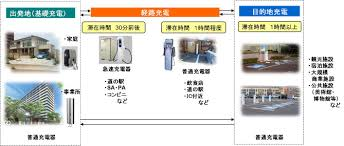 出発地(基礎充電)
・家庭
・事業所
普通充電器
経路充電
滞在時間 30分前後
急速充電器
・道の駅
・SA・PA
・コンビニ
など
滞在時間 1時間程度
普通充電器
・飲食店
・道の駅
・IC付近
など
目的地充電
滞在時間 1時間以上
・観光施設
・宿泊施設
・大規模
商業施設
・公共施設
(美術館・
博物館等)
など
普通充電器